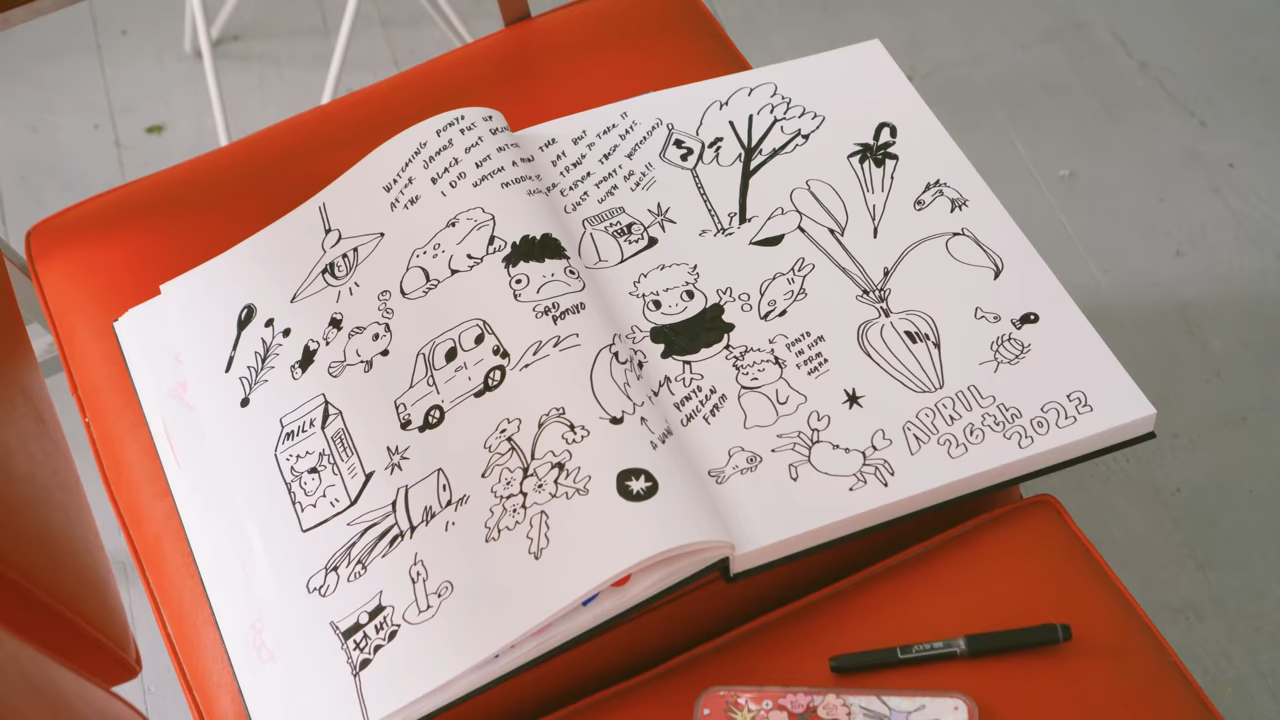 WATCHING PONYO
AFTER JAMES PUT UP
THE BLACK OUT
I DID NOT
WATCH A
MIDDLE
THE
DAY BUT
TRYING TO TAKE IT
EASIER THESE DAYS.
(JUST TODAY & YESTERDAY)
WISH ME
LUCK!!
SAD
PONYO
MILK
PONYO
IN FISH
FORM
HAHA
PONYO
CHICKEN
FORM
APRIL
26th
2022